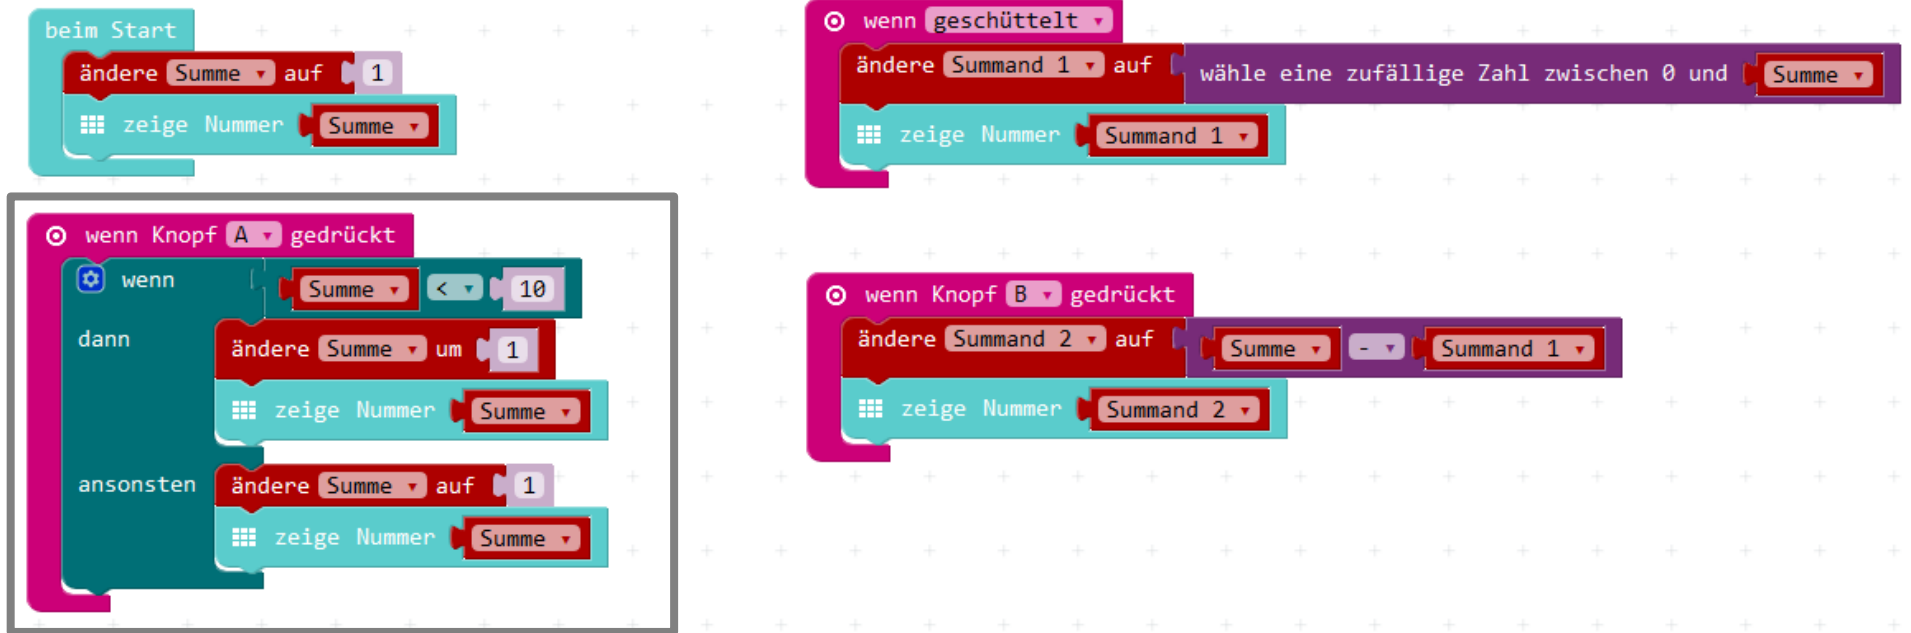 beim Start
ändere Summe auf 1
zeige Nummer Summe
wenn Knopf A gedrückt
wenn Summe < 10
dann ändere Summe um 1
zeige Nummer Summe
ansonsten ändere Summe auf 1
zeige Nummer Summe
wenn geschüttelt
ändere Summand 1 auf wähle eine zufällige Zahl zwischen 0 und Summe
zeige Nummer Summand 1
wenn Knopf B gedrückt
ändere Summand 2 auf Summe - Summand 1
zeige Nummer Summand 2